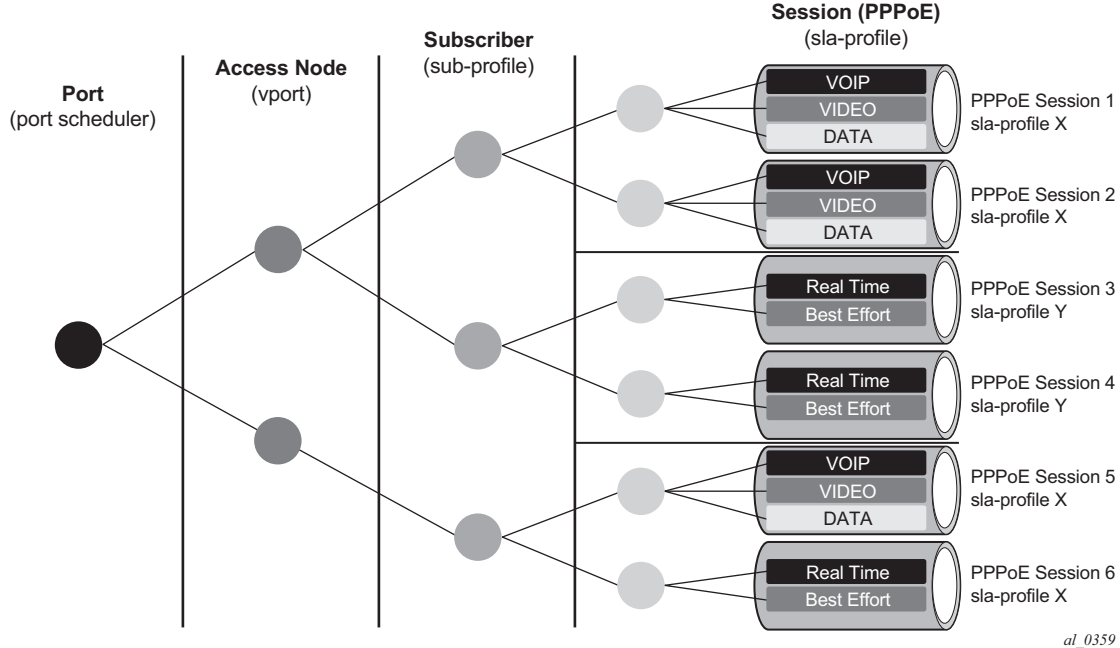 Port
(port scheduler)
Access Node
(vport)
Subscriber
(sub-profile)
Session (PPPoE)
(sla-profile)
VOIP
VIDEO
DATA
PPPoE Session 1
sla-profile X
VOIP
VIDEO
DATA
PPPoE Session 2
sla-profile X
Real Time
Best Effort
PPPoE Session 3
sla-profile Y
Real Time
Best Effort
PPPoE Session 4
sla-profile Y
VOIP
VIDEO
DATA
PPPoE Session 5
sla-profile X
Real Time
Best Effort
PPPoE Session 6
sla-profile X
al_0359